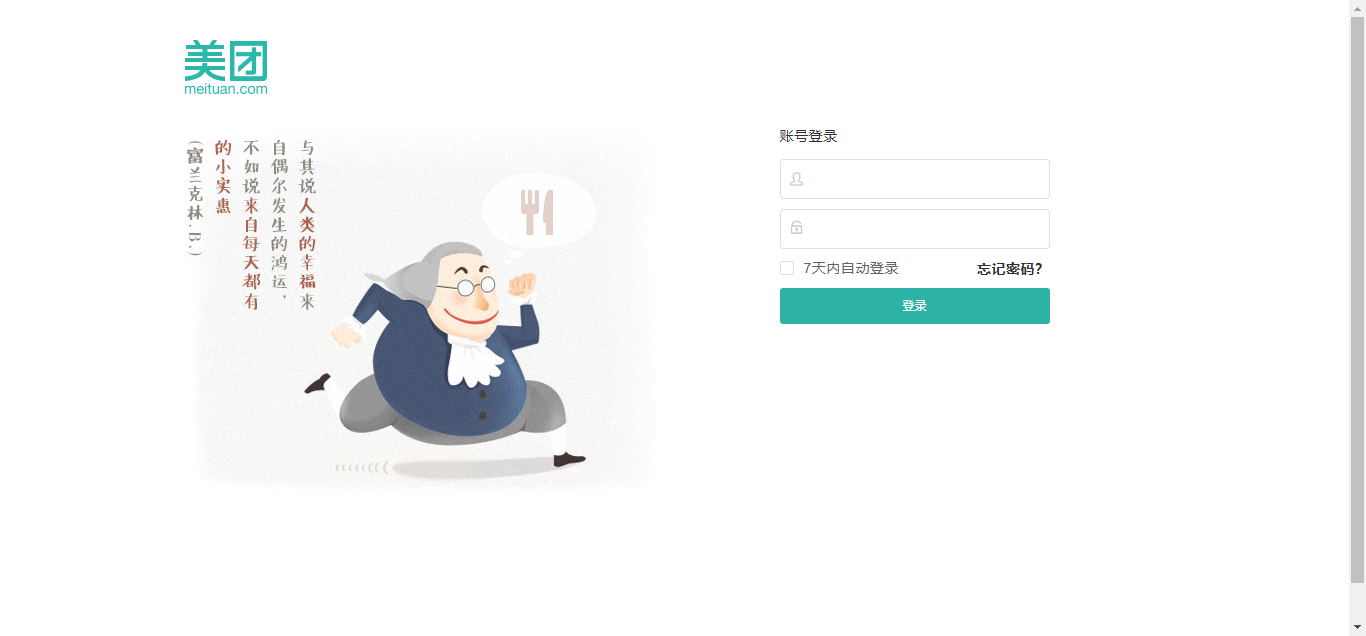 美团
meituan.com
与其说人类的幸福来
自偶尔发生的鸿运，
不如说来自每天都有
的小实惠
（富兰克林.B.）
账号登录
7天内自动登录
忘记密码?
登录